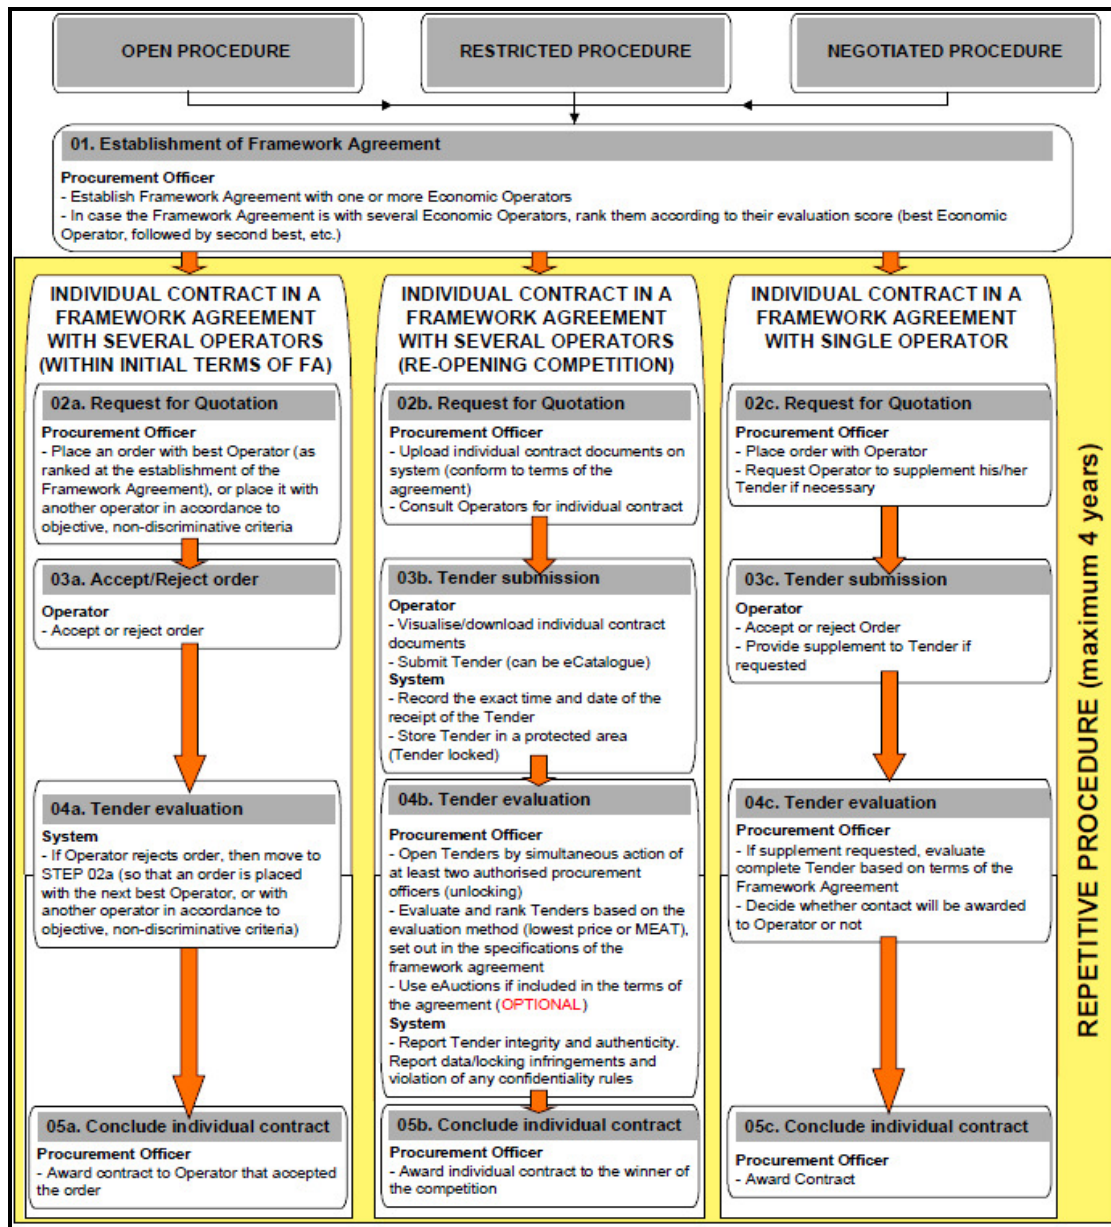 OPEN PROCEDURE
RESTRICTED PROCEDURE
NEGOTIATED PROCEDURE
01. Establishment of Framework Agreement
Procurement Officer
- Establish Framework Agreement with one or more Economic Operators
- In case the Framework Agreement is with several Economic Operators, rank them according to their evaluation score (best Economic
Operator, followed by second best, etc.)
INDIVIDUAL CONTRACT IN A
FRAMEWORK AGREEMENT
WITH SEVERAL OPERATORS
(WITHIN INITIAL TERMS OF FA)
02a. Request for Quotation
Procurement Officer
- Place an order with best Operator (as
ranked at the establishment of the
Framework Agreement), or place it with
another operator in accordance to
objective, non-discriminative criteria
03a. Accept/Reject order
Operator
- Accept or reject order
04a. Tender evaluation
System
- If Operator rejects order, then move to
STEP 02a (so that an order is placed
with the next best Operator, or with
another operator in accordance to
objective, non-discriminative criteria)
05a. Conclude individual contract
Procurement Officer
- Award contract to Operator that accepted
the order
INDIVIDUAL CONTRACT IN A
FRAMEWORK AGREEMENT
WITH SEVERAL OPERATORS
(RE-OPENING COMPETITION)
02b. Request for Quotation
Procurement Officer
- Upload individual contract documents on
system (conform to terms of the
agreement)
- Consult Operators for individual contract
03b. Tender submission
Operator
- Visualise/download individual contract
documents
- Submit Tender (can be eCatalogue)
System
- Record the exact time and date of the
receipt of the Tender
- Store Tender in a protected area
(Tender locked)
04b. Tender evaluation
Procurement Officer
- Open Tenders by simultaneous action of
at least two authorised procurement
officers (unlocking)
- Evaluate and rank Tenders based on the
evaluation method (lowest price or MEAT),
set out in the specifications of the
framework agreement
- Use eAuctions if included in the terms of
the agreement (OPTIONAL)
System
- Report Tender integrity and authenticity.
Report data/locking infringements and
violation of any confidentiality rules
05b. Conclude individual contract
Procurement Officer
- Award individual contract to the winner of
the competition
INDIVIDUAL CONTRACT IN A
FRAMEWORK AGREEMENT
WITH SINGLE OPERATOR
02c. Request for Quotation
Procurement Officer
- Place order with Operator
- Request Operator to supplement his/her
Tender if necessary
03c. Tender submission
Operator
- Accept or reject Order
- Provide supplement to Tender if
requested
04c. Tender evaluation
Procurement Officer
- If supplement requested, evaluate
complete Tender based on terms of the
Framework Agreement
- Decide whether contact will be awarded
to Operator or not
05c. Conclude individual contract
Procurement Officer
- Award Contract
REPETITIVE PROCEDURE (maximum 4 years)